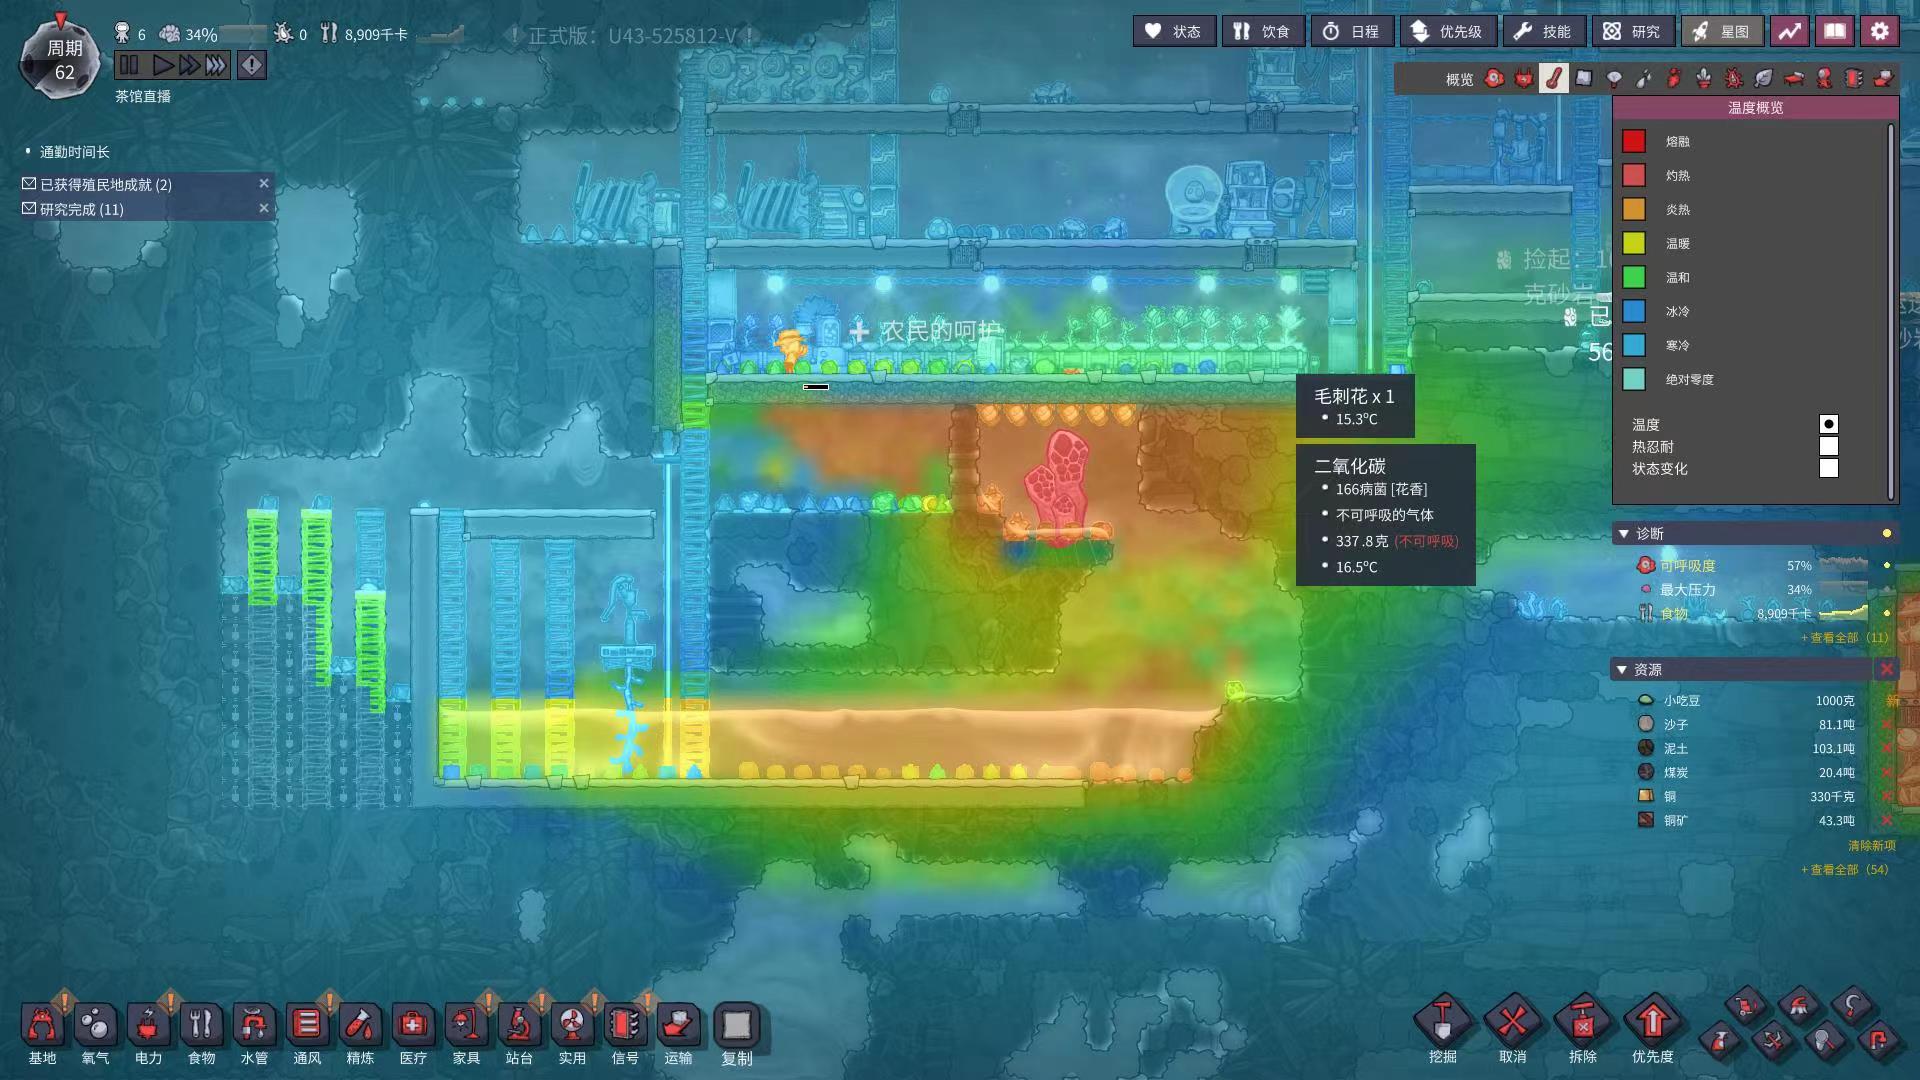 周期
62
6
34%
0
8,909千卡
! 正式版：U43-525812-V !
茶馆直播
状态
饮食
日程
优先级
技能
研究
星图
概览
温度概览
熔融
灼热
炎热
温暖
温和
冰冷
寒冷
绝对零度
温度
热忍耐
状态变化
• 通勤时间长
已获得殖民地成就 (2)
研究完成 (11)
农民的呵护
捡起：1
克砂岩
已
56
毛刺花 x 1
• 15.3ºC
二氧化碳
• 166病菌 [花香]
• 不可呼吸的气体
• 337.8克 (不可呼吸)
• 16.5ºC
诊断
可呼吸度 57%
最大压力 34%
食物 8,909千卡
+ 查看全部 (11)
资源
小吃豆 1000克 新
沙子 81.1吨
泥土 103.1吨
煤炭 20.4吨
铜 330千克
铜矿 43.3吨
清除新项
+ 查看全部 (54)
基地
氧气
电力
食物
水管
通风
精炼
医疗
家具
站台
实用
信号
运输
复制
挖掘
取消
拆除
优先度